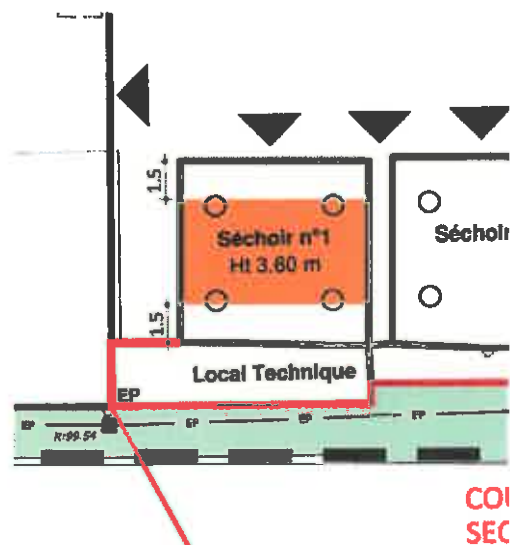 1.5
Séchoir n°1
Ht 3.60 m
Séchoir
1.5
Local Technique
EP
EP
EP
EP
EP
R:99.54
COU
SEC